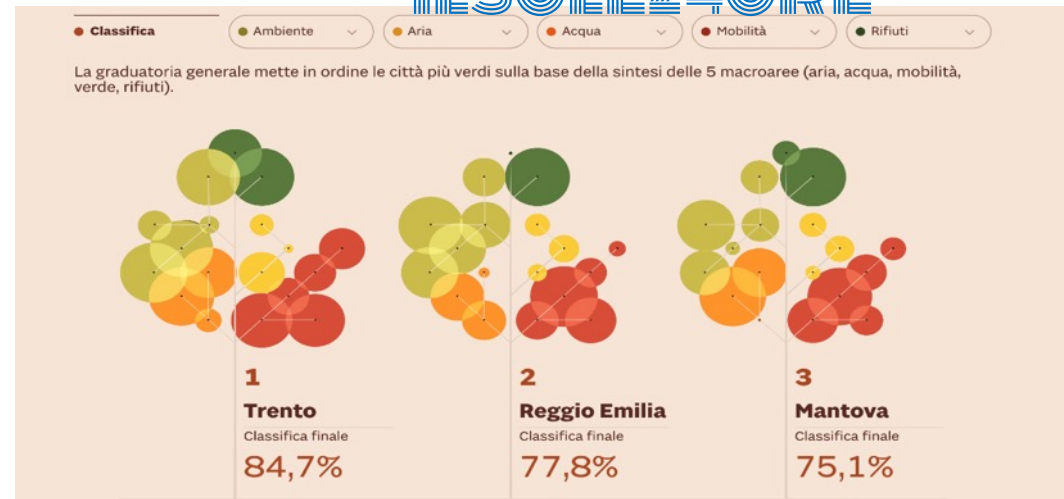 ILSOLE24ORE
Classifica
Ambiente
Aria
Acqua
Mobilità
Rifiuti
La graduatoria generale mette in ordine le città più verdi sulla base della sintesi delle 5 macroaree (aria, acqua, mobilità,
verde, rifiuti).
1
2
3
Trento
Reggio Emilia
Mantova
Classifica finale
Classifica finale
Classifica finale
84,7%
77,8%
75,1%